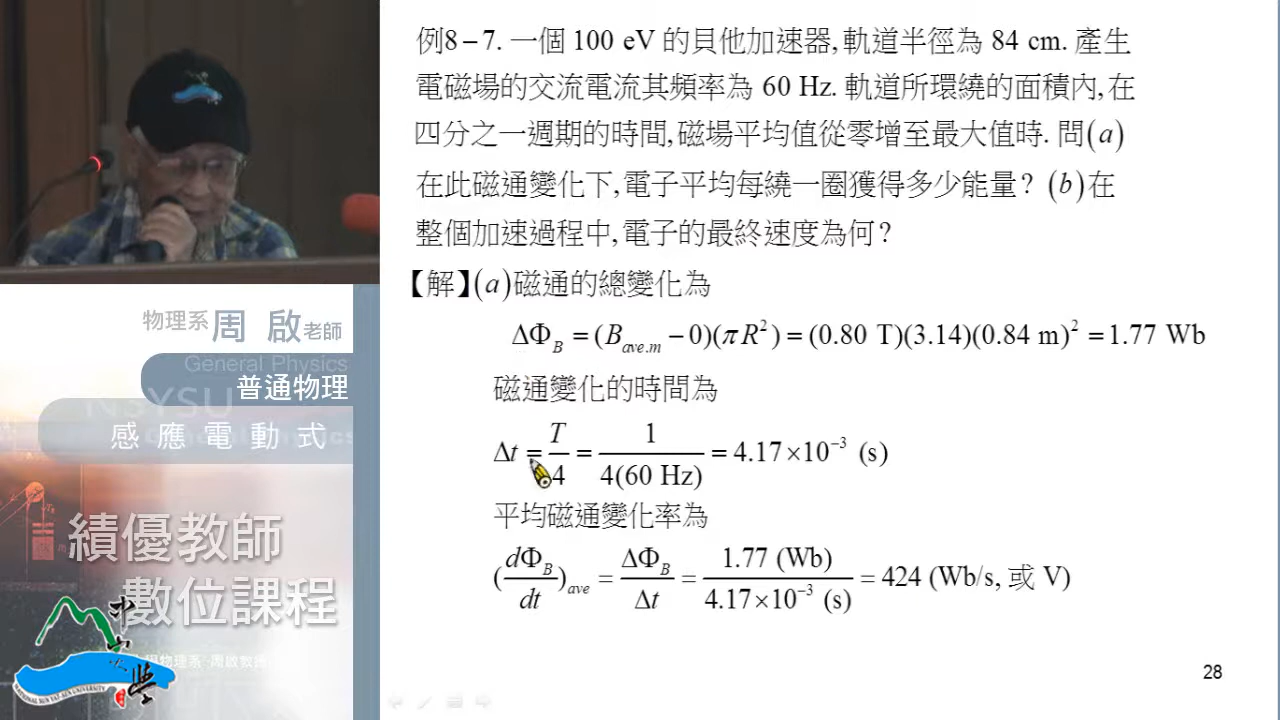 例8－7. 一個 100 eV 的貝他加速器, 軌道半徑為 84 cm. 產生
電磁場的交流電流其頻率為 60 Hz. 軌道所環繞的面積內, 在
四分之一週期的時間, 磁場平均值從零增至最大值時. 問(a)
在此磁通變化下, 電子平均每繞一圈獲得多少能量? (b)在
整個加速過程中, 電子的最終速度為何?
【解】(a)磁通的總變化為
ΔΦ_B = (B_ave.m − 0)(πR²) = (0.80 T)(3.14)(0.84 m)² = 1.77 Wb
磁通變化的時間為
Δt = T/4 = 1/4(60 Hz) = 4.17×10⁻³ (s)
平均磁通變化率為
(dΦ_B/dt)_ave = ΔΦ_B/Δt = 1.77 (Wb)/4.17×10⁻³ (s) = 424 (Wb/s, 或 V)
28
物理系 周 啟 老師
General Physics
普通物理
NSYSU
感 應 電 動 式
績優教師
數位課程